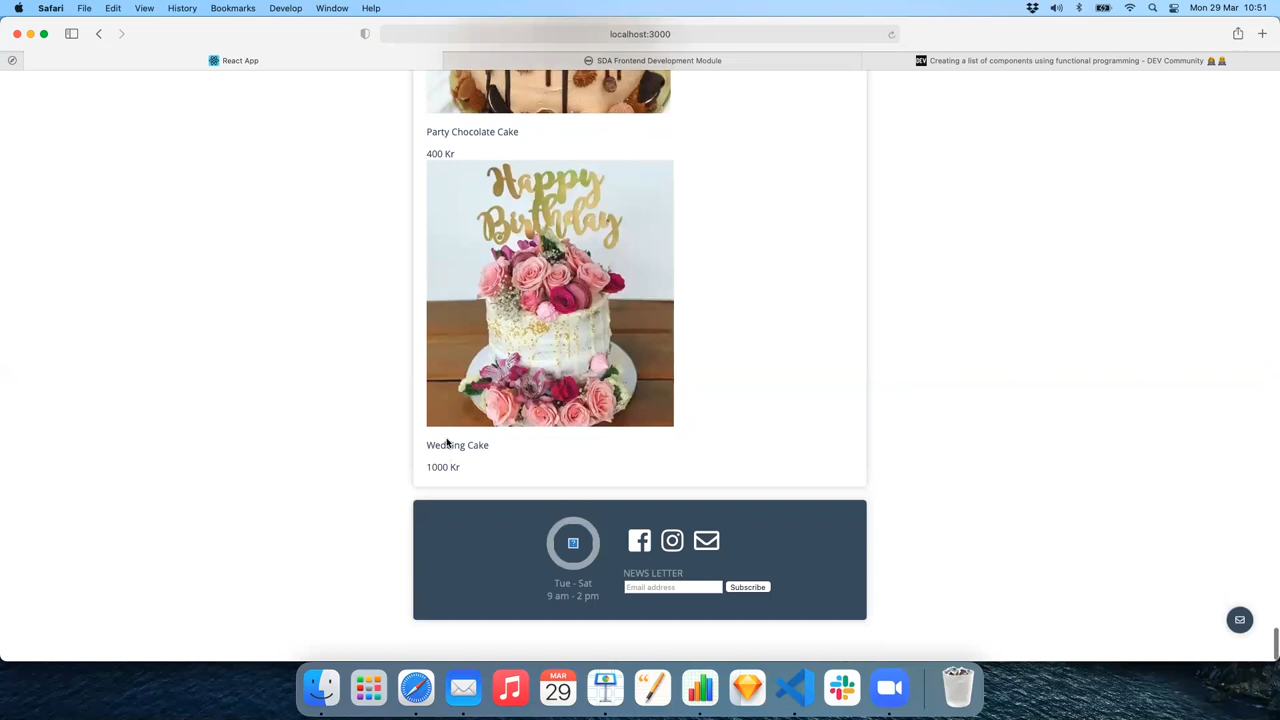 Safari File Edit View History Bookmarks Develop Window Help Mon 29 Mar 10:51
localhost:3000
React App SDA Frontend Development Module DEV Creating a list of components using functional programming - DEV Community
Party Chocolate Cake
400 Kr
Happy
Birthday
Wedding Cake
1000 Kr
Tue - Sat
9 am - 2 pm
NEWS LETTER
Email address Subscribe
MAR
29